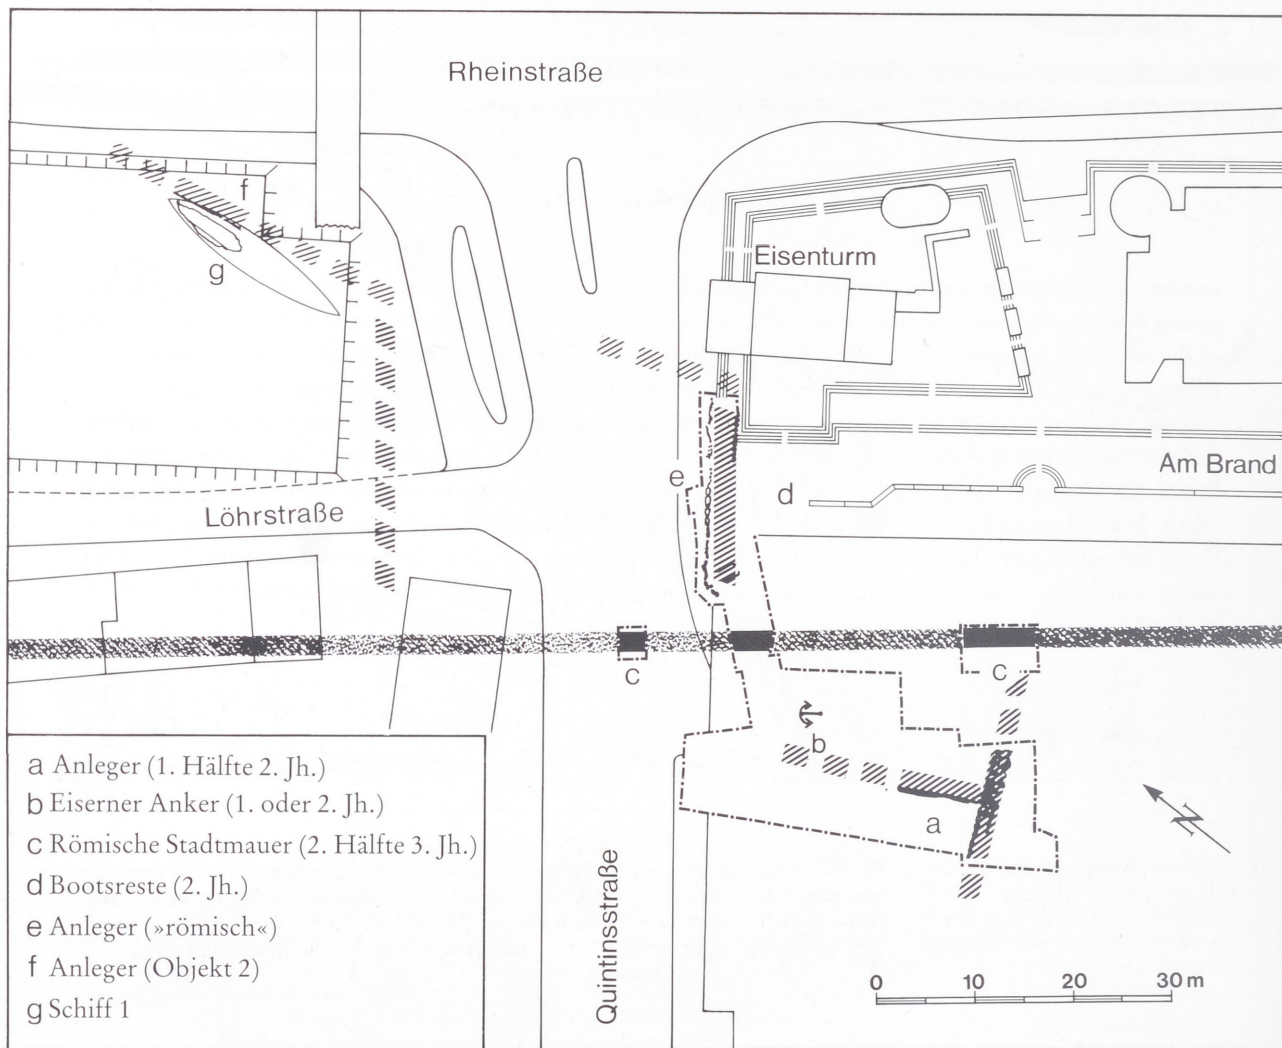 Rheinstraße
f
g
Eisenturm
e
d
Am Brand
Löhrstraße
c
c
b
a
N
Quintinsstraße
a Anleger (1. Hälfte 2. Jh.)
b Eiserner Anker (1. oder 2. Jh.)
c Römische Stadtmauer (2. Hälfte 3. Jh.)
d Bootsreste (2. Jh.)
e Anleger (»römisch«)
f Anleger (Objekt 2)
g Schiff 1
0 10 20 30 m